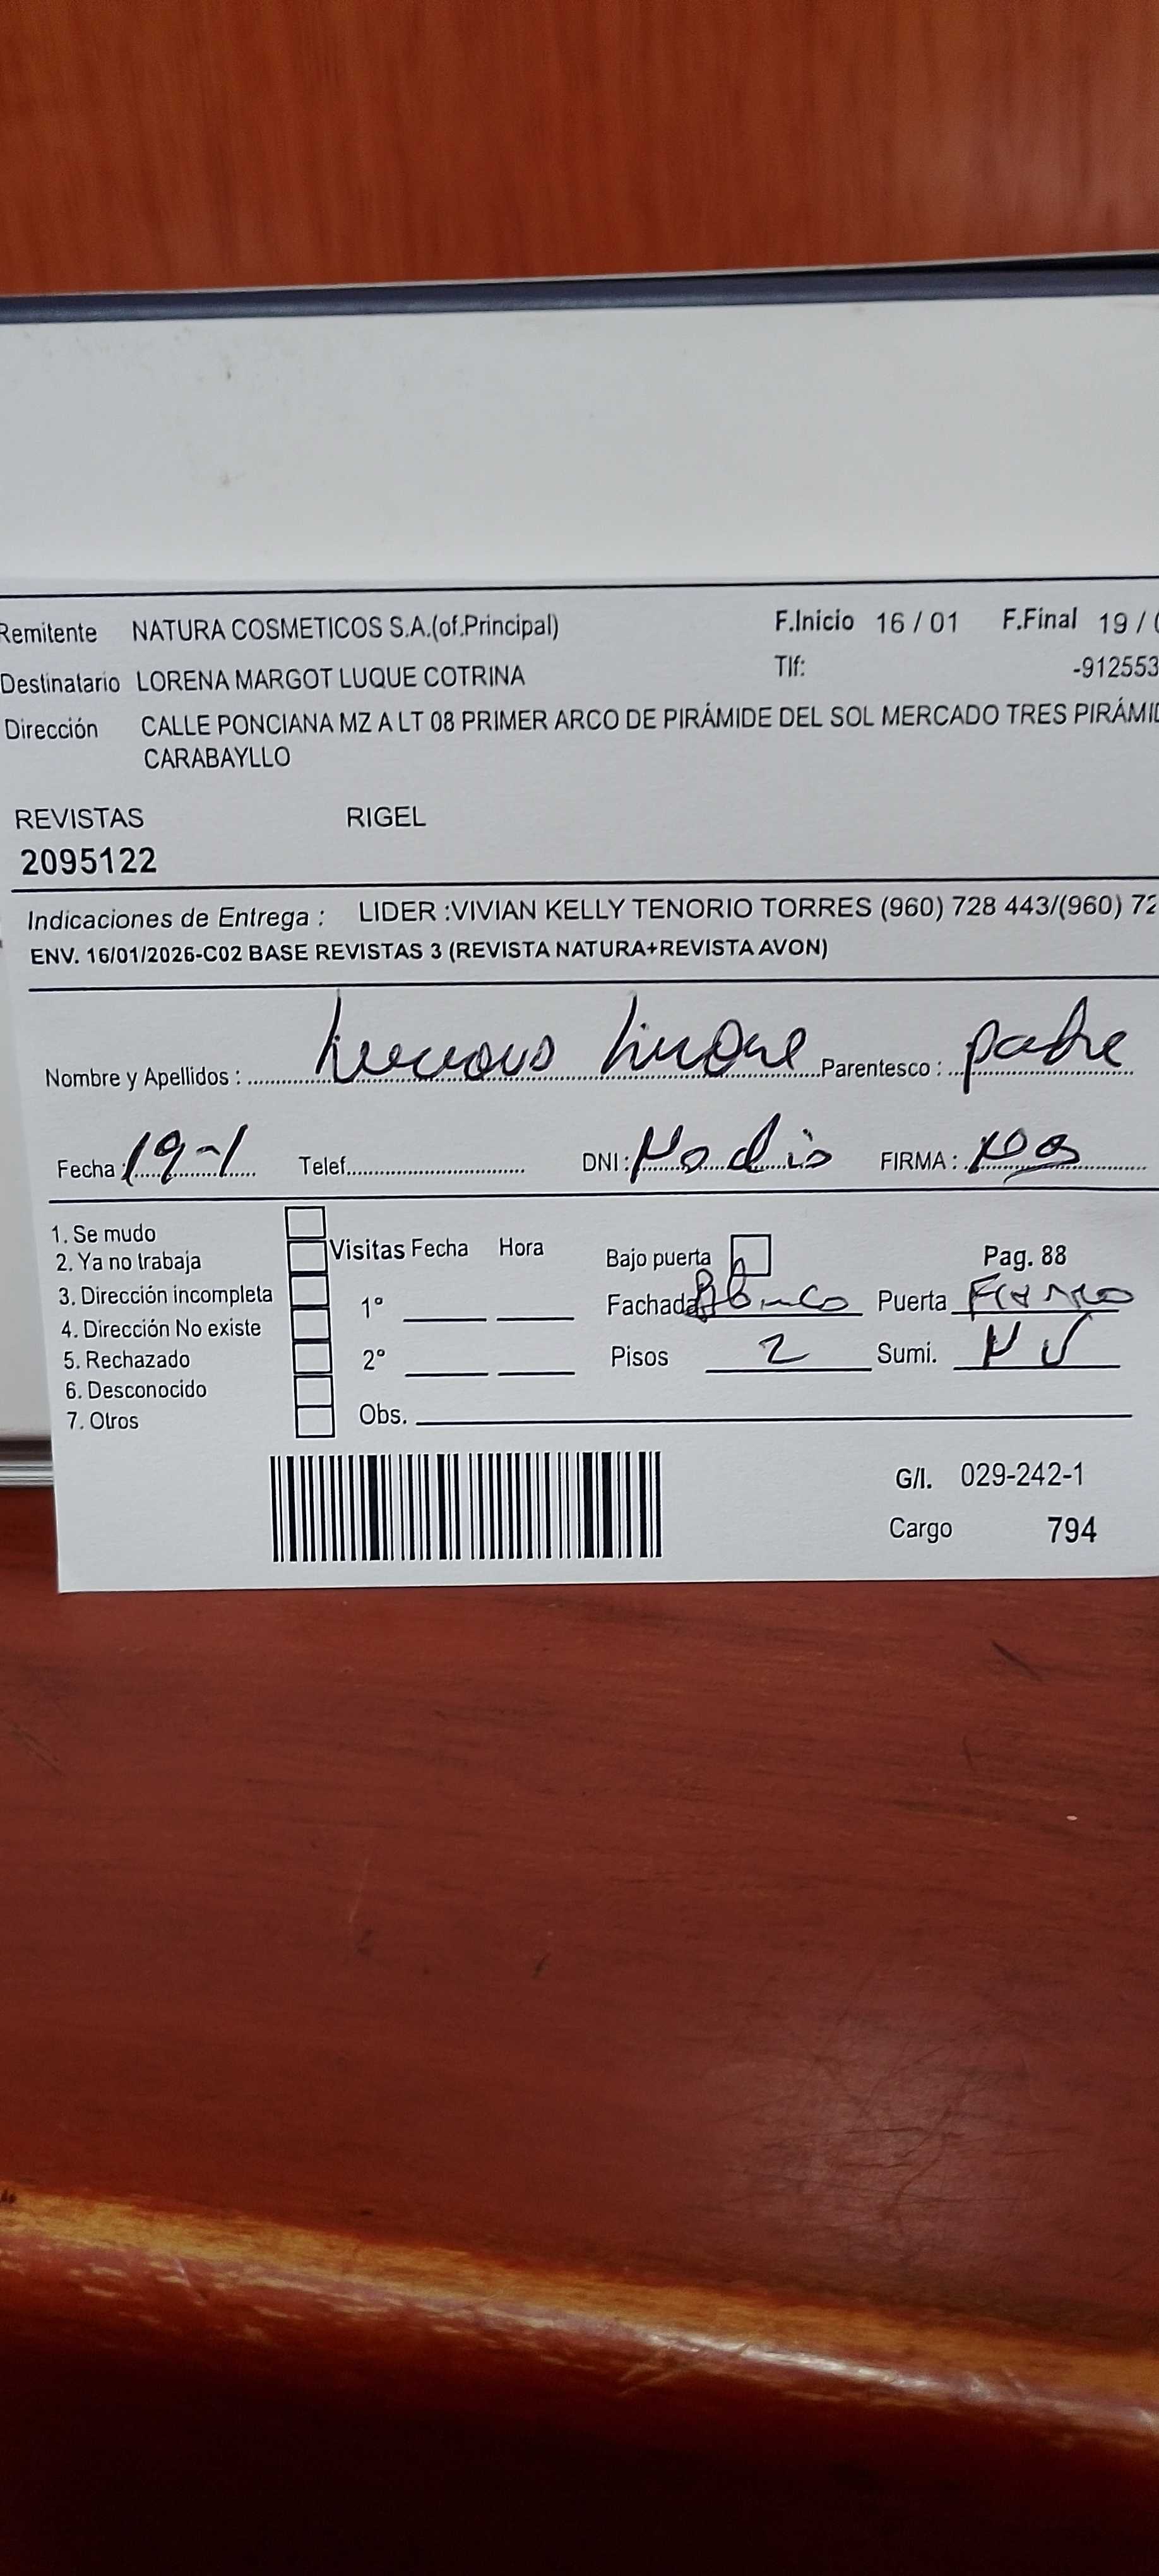 Remitente NATURA COSMETICOS S.A.(of.Principal) F.Inicio 16 / 01 F.Final 19 /
Destinatario LORENA MARGOT LUQUE COTRINA Tlf: -912553
Dirección CALLE PONCIANA MZ A LT 08 PRIMER ARCO DE PIRÁMIDE DEL SOL MERCADO TRES PIRÁMID
CARABAYLLO
REVISTAS RIGEL
2095122
Indicaciones de Entrega : LIDER :VIVIAN KELLY TENORIO TORRES (960) 728 443/(960) 72
ENV. 16/01/2026-C02 BASE REVISTAS 3 (REVISTA NATURA+REVISTA AVON)
Nombre y Apellidos : Parentesco : padre
Fecha : 19-1 Telef. DNI : No dio FIRMA :
1. Se mudo
2. Ya no trabaja Visitas Fecha Hora Bajo puerta Pag. 88
3. Dirección incompleta 1° Fachada Blanco Puerta Fierro
4. Dirección No existe
5. Rechazado 2° Pisos 2 Sumi. N V
6. Desconocido
7. Otros Obs.
G/I. 029-242-1
Cargo 794